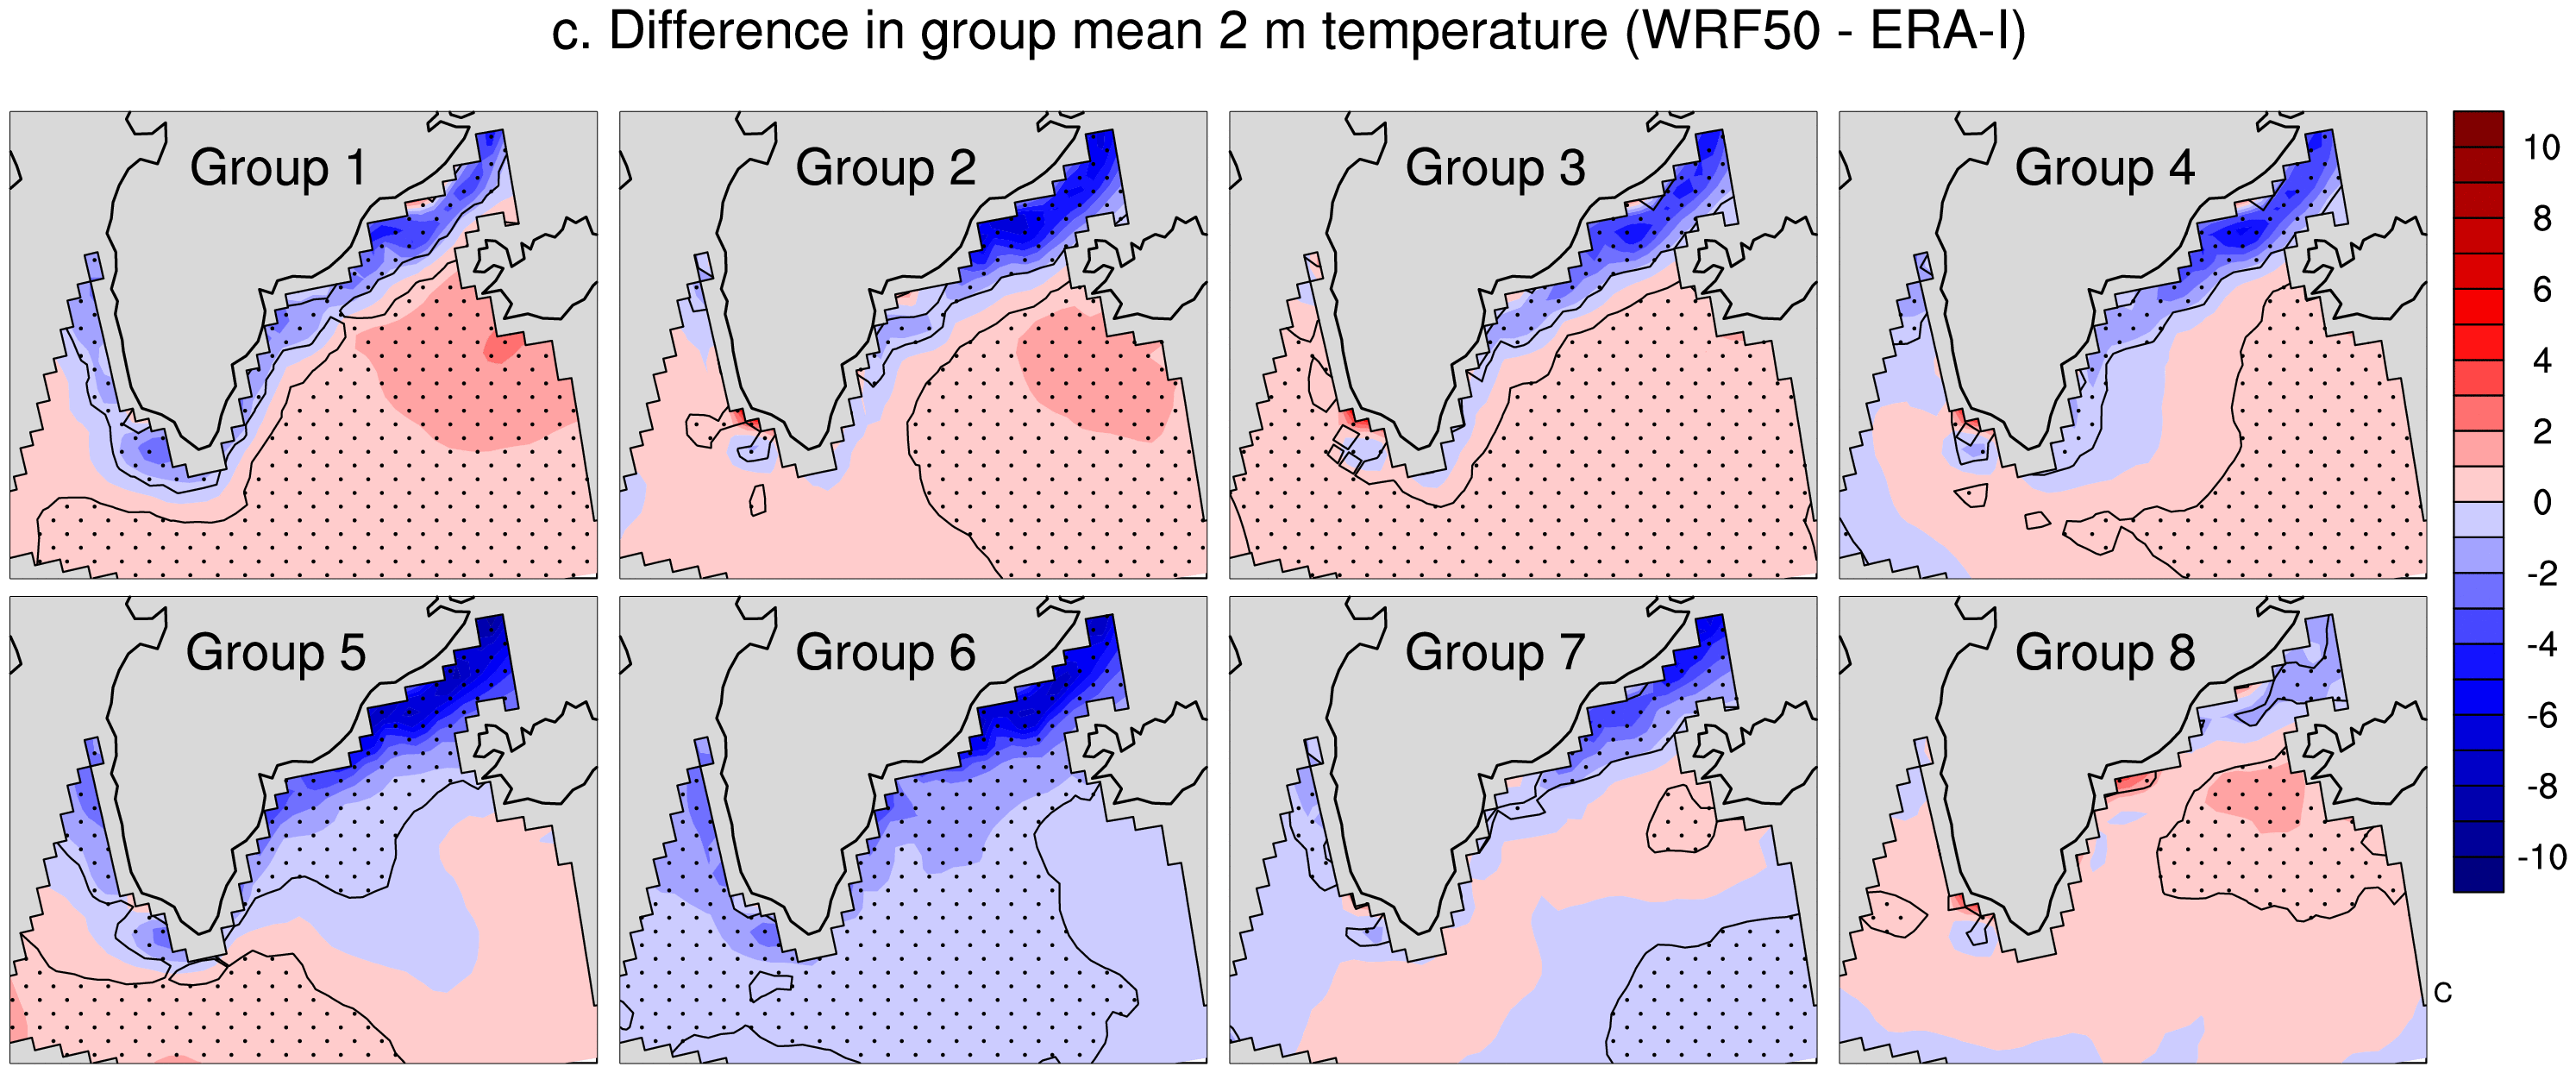 c. Difference in group mean 2 m temperature (WRF50 - ERA-I)
Group 1
Group 2
Group 3
Group 4
10
8
6
4
2
0
-2
-4
-6
-8
-10
Group 5
Group 6
Group 7
Group 8
C